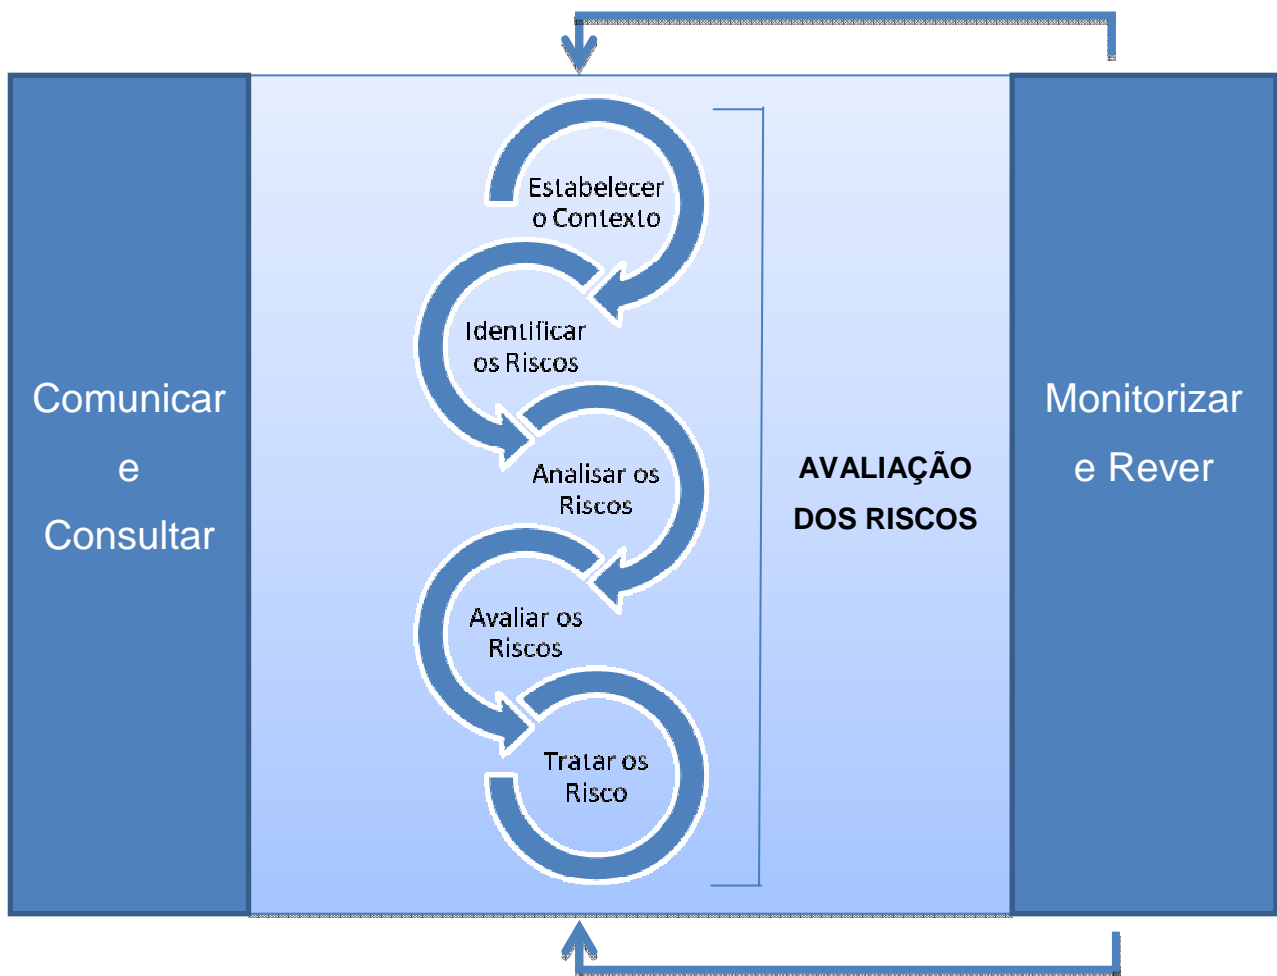 Comunicar
e
Consultar
Estabelecer
o Contexto
Identificar
os Riscos
Analisar os
Riscos
Avaliar os
Riscos
Tratar os
Risco
AVALIAÇÃO
DOS RISCOS
Monitorizar
e Rever